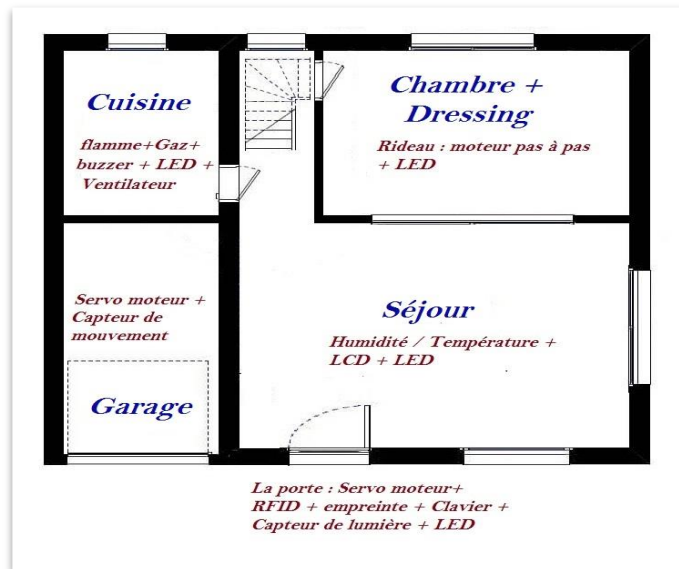 Cuisine
flamme+Gaz+
buzzer + LED +
Ventilateur
Chambre +
Dressing
Rideau : moteur pas à pas
+ LED
Servo moteur +
Capteur de
mouvement
Garage
Séjour
Humidité / Température +
LCD + LED
La porte : Servo moteur+
RFID + empreinte + Clavier +
Capteur de lumière + LED